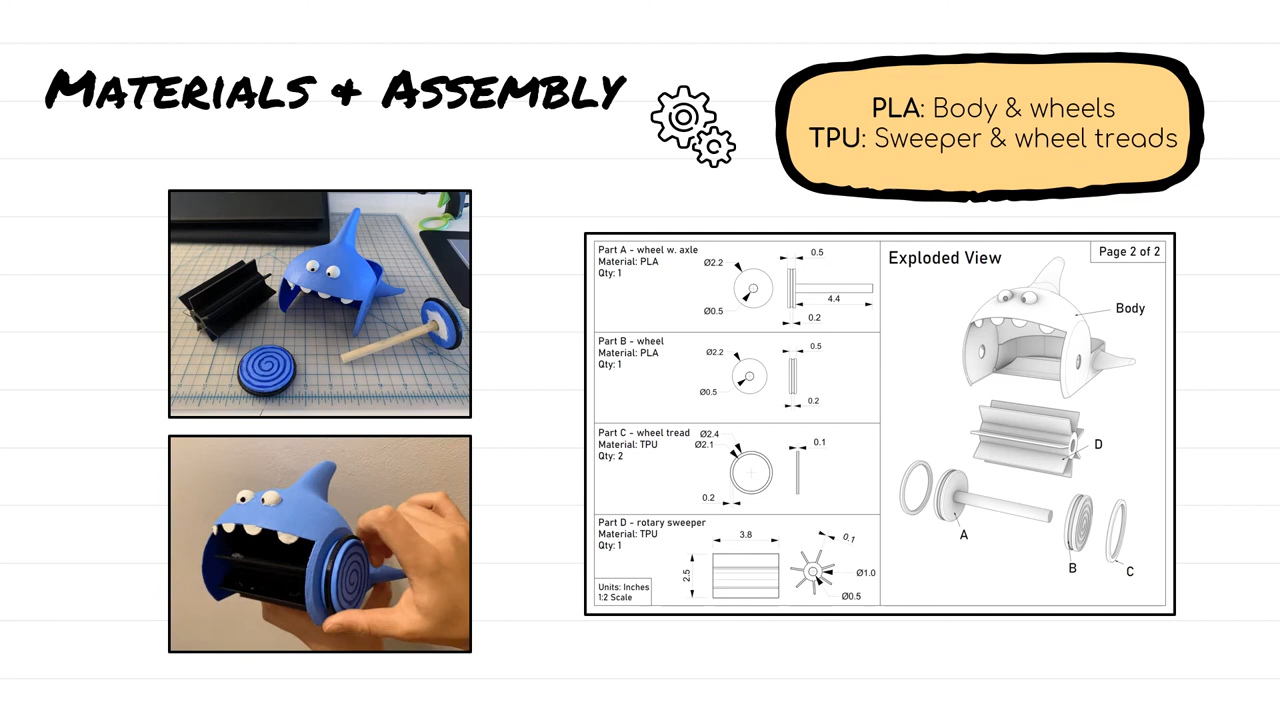 Materials & Assembly
PLA: Body & wheels
TPU: Sweeper & wheel treads
Part A - wheel w. axle
Material: PLA
Qty: 1
Ø2.2
0.5
4.4
Ø0.5
0.2
Part B - wheel
Material: PLA
Qty: 1
Ø2.2
0.5
Ø0.5
0.2
Part C - wheel tread
Material: TPU
Qty: 2
Ø2.4
Ø2.1
0.1
0.2
Part D - rotary sweeper
Material: TPU
Qty: 1
3.8
0.1
2.5
Ø1.0
Ø0.5
Units: Inches
1:2 Scale
Exploded View
Page 2 of 2
Body
D
A
B
C